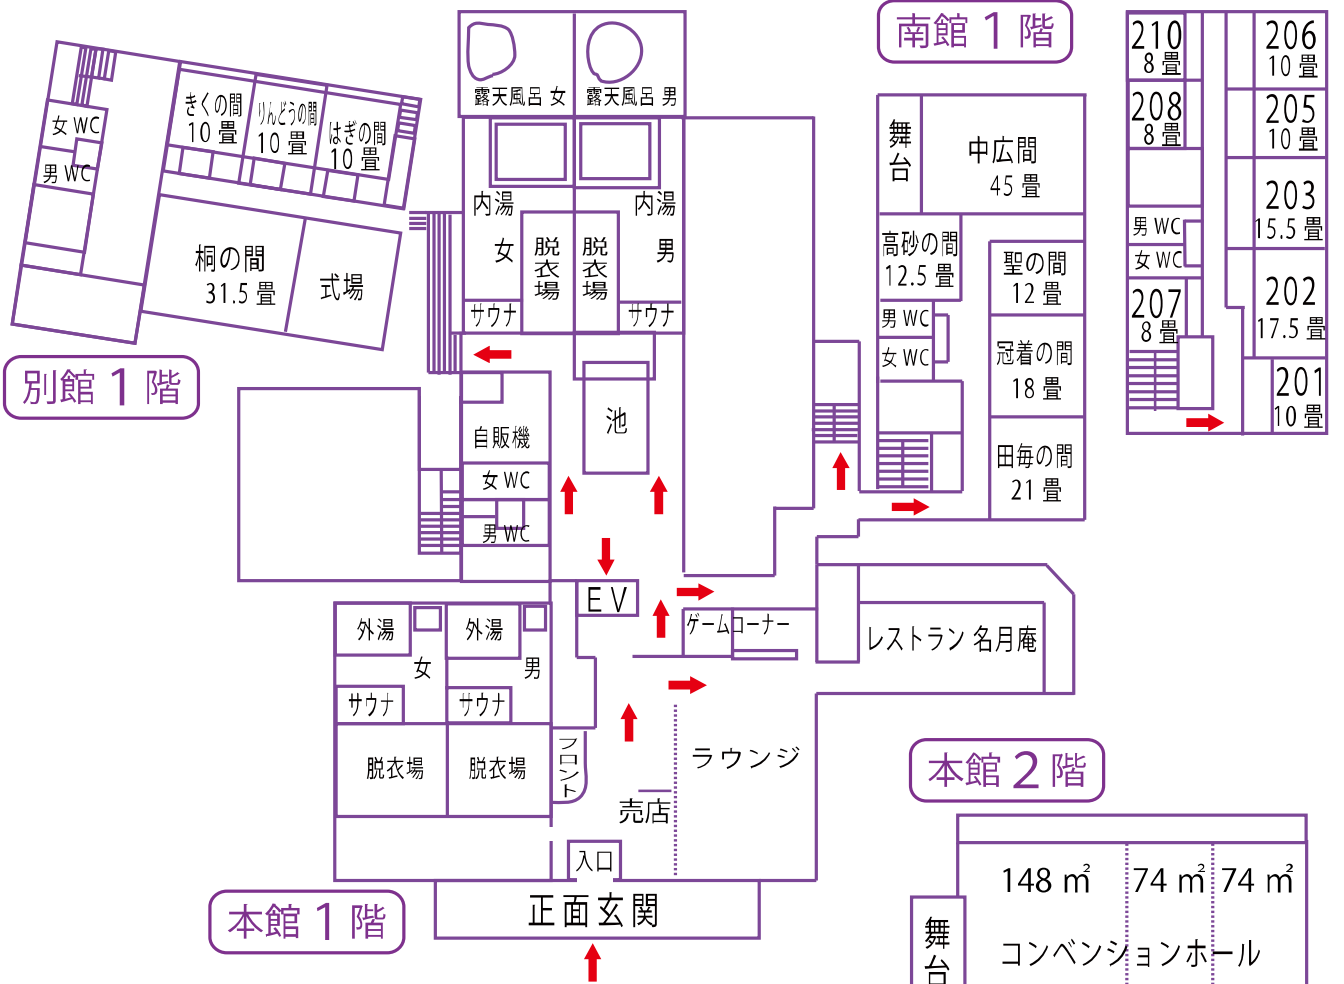 別館 1 階
女 WC
男 WC
きくの間
10 畳
りんどうの間
10 畳
はぎの間
10 畳
桐の間
31.5 畳
式場
露天風呂 女
露天風呂 男
内湯
女
脱衣場
サウナ
内湯
男
脱衣場
サウナ
池
自販機
女 WC
男 WC
EV
外湯
女
サウナ
脱衣場
外湯
男
サウナ
脱衣場
フロント
ゲームコーナー
レストラン 名月庵
ラウンジ
売店
入口
正面玄関
本館 1 階
南館 1 階
舞台
中広間
45 畳
高砂の間
12.5 畳
男 WC
女 WC
聖の間
12 畳
冠着の間
18 畳
田毎の間
21 畳
210
8 畳
208
8 畳
男 WC
女 WC
207
8 畳
206
10 畳
205
10 畳
203
15.5 畳
202
17.5 畳
201
10 畳
本館 2 階
148 ㎡
74 ㎡
74 ㎡
舞台
コンベンションホール